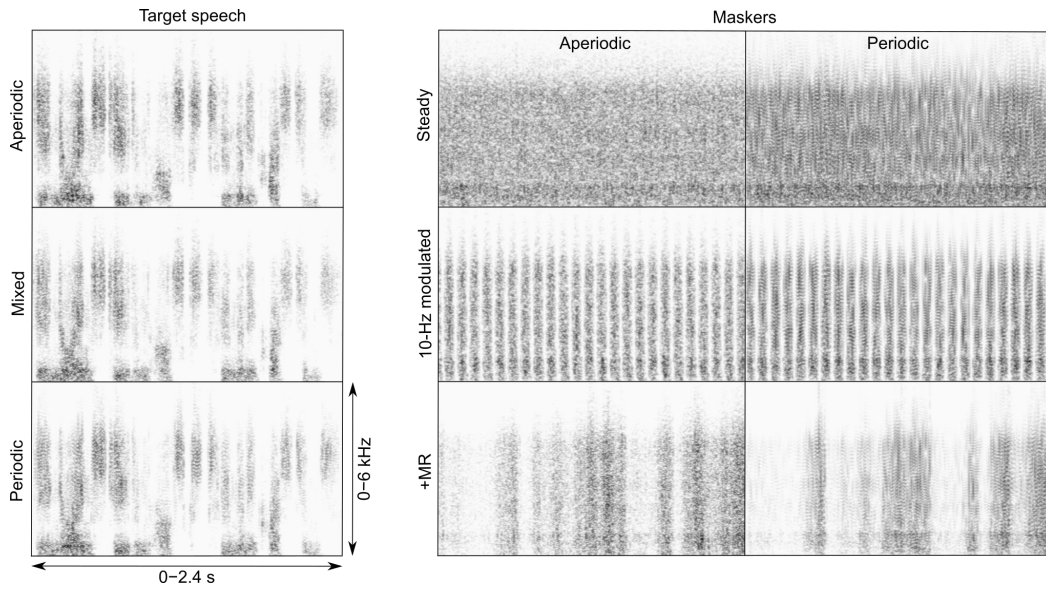 Target speech
Maskers
Aperiodic
Periodic
Aperiodic
Mixed
Periodic
Steady
10-Hz modulated
+MR
0−6 kHz
0−2.4 s